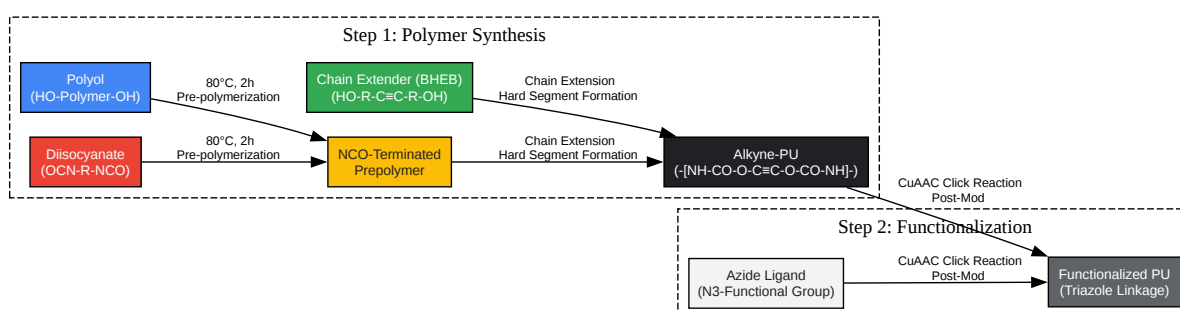 Step 1: Polymer Synthesis
Polyol
(HO-Polymer-OH)
80°C, 2h
Pre-polymerization
Chain Extender (BHEB)
(HO-R-C≡C-R-OH)
Chain Extension
Hard Segment Formation
Diisocyanate
(OCN-R-NCO)
80°C, 2h
Pre-polymerization
NCO-Terminated
Prepolymer
Chain Extension
Hard Segment Formation
Alkyne-PU
(-[NH-CO-O-C≡C-O-CO-NH]-)
CuAAC Click Reaction
Post-Mod
Step 2: Functionalization
Azide Ligand
(N3-Functional Group)
CuAAC Click Reaction
Post-Mod
Functionalized PU
(Triazole Linkage)